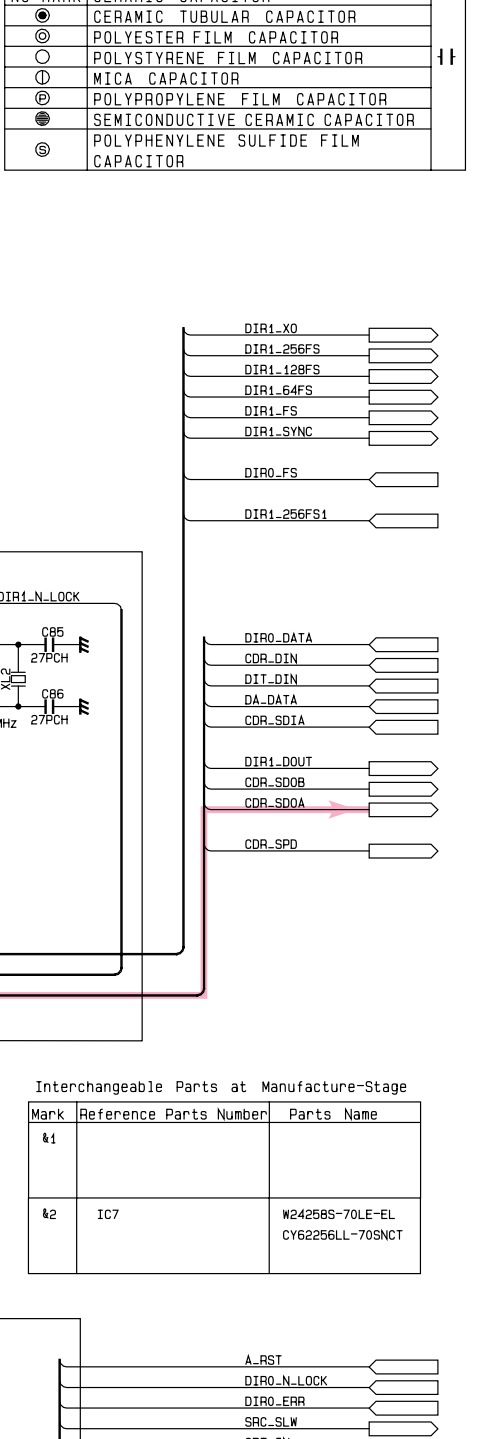 CERAMIC TUBULAR CAPACITOR
POLYESTER FILM CAPACITOR
POLYSTYRENE FILM CAPACITOR
MICA CAPACITOR
P POLYPROPYLENE FILM CAPACITOR
SEMICONDUCTIVE CERAMIC CAPACITOR
S POLYPHENYLENE SULFIDE FILM
CAPACITOR
DIR1_XO
DIR1_256FS
DIR1_128FS
DIR1_64FS
DIR1_FS
DIR1_SYNC
DIR0_FS
DIR1_256FS1
DIR1_N_LOCK
C85
27PCH
XL2
C86
MHz 27PCH
DIR0_DATA
CDR_DIN
DIT_DIN
DA_DATA
CDR_SDIA
DIR1_DOUT
CDR_SDOB
CDR_SDOA
CDR_SPD
Interchangeable Parts at Manufacture-Stage
Mark Reference Parts Number Parts Name
&1
&2 IC7 W24258S-70LE-EL
CY62256LL-70SNCT
A_RST
DIR0_N_LOCK
DIR0_ERR
SRC_SLW